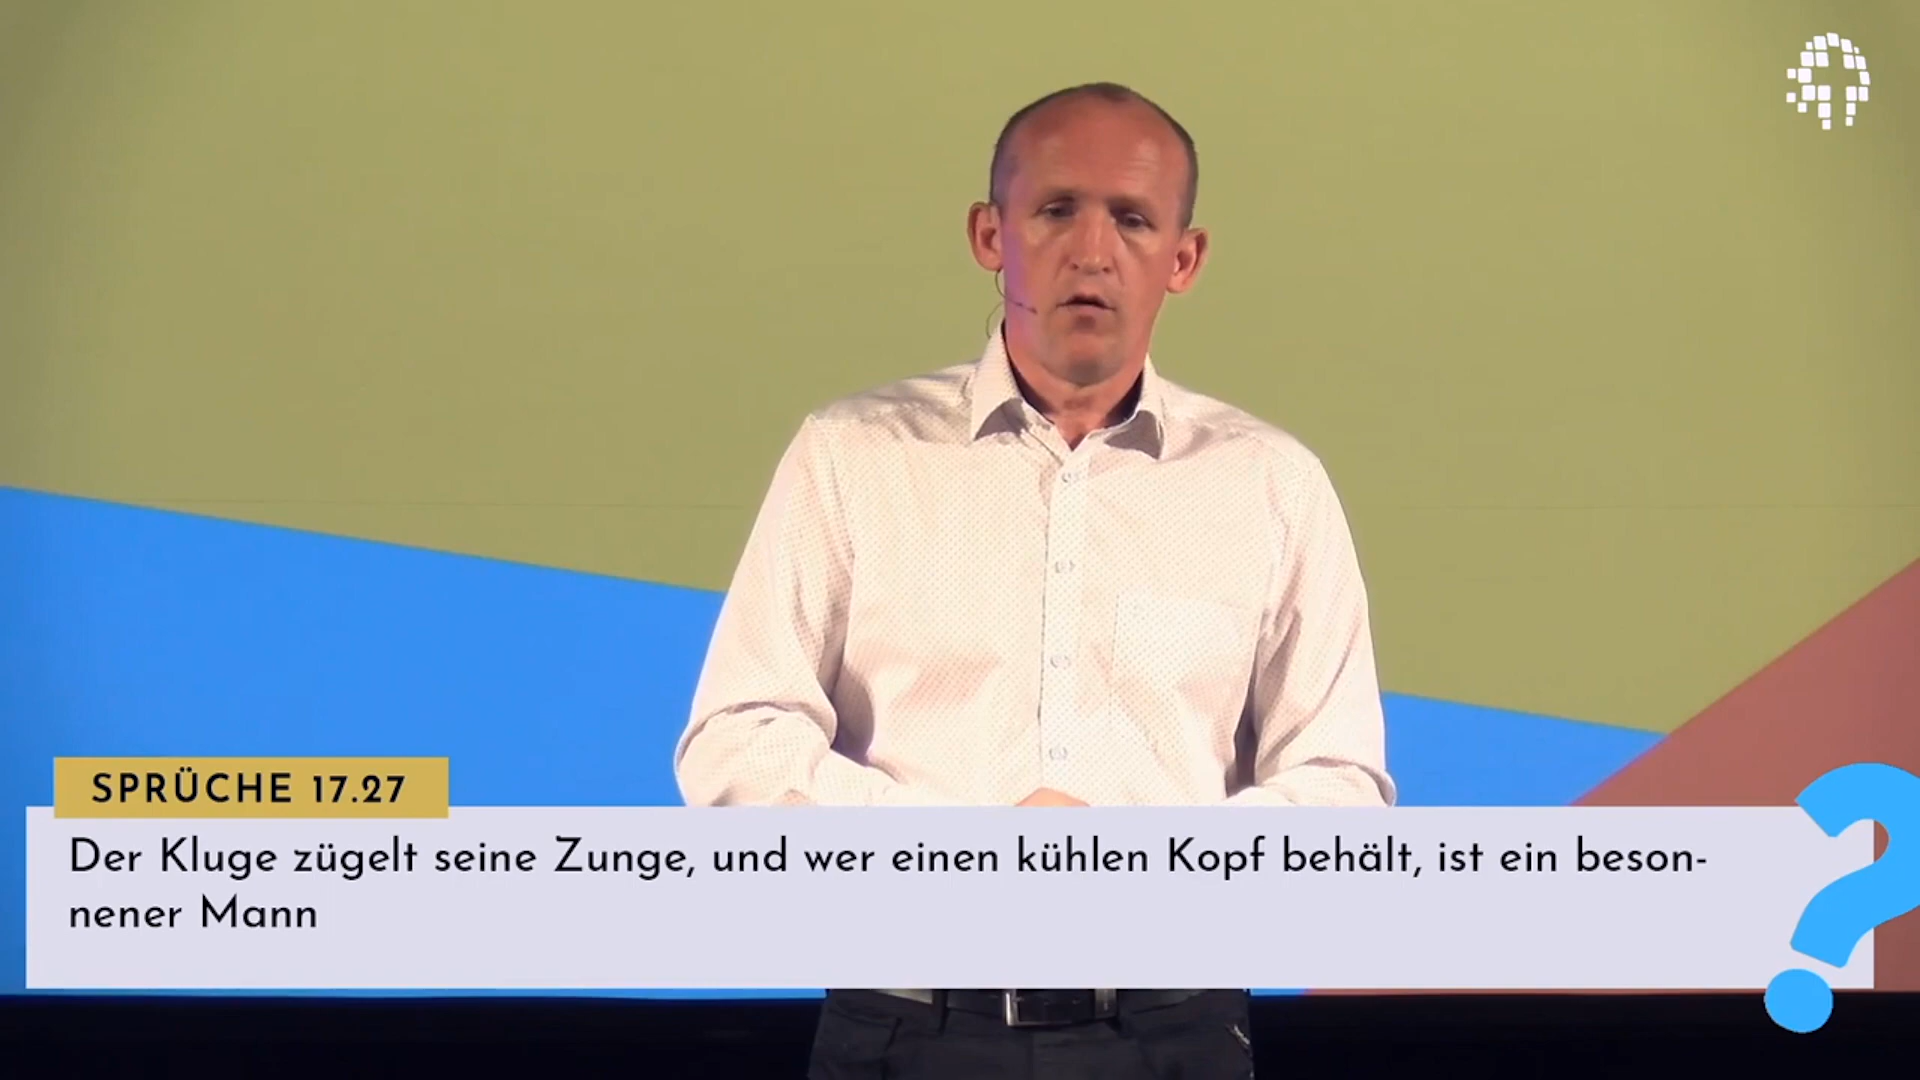 SPRÜCHE 17.27
Der Kluge zügelt seine Zunge, und wer einen kühlen Kopf behält, ist ein beson-
nener Mann
?